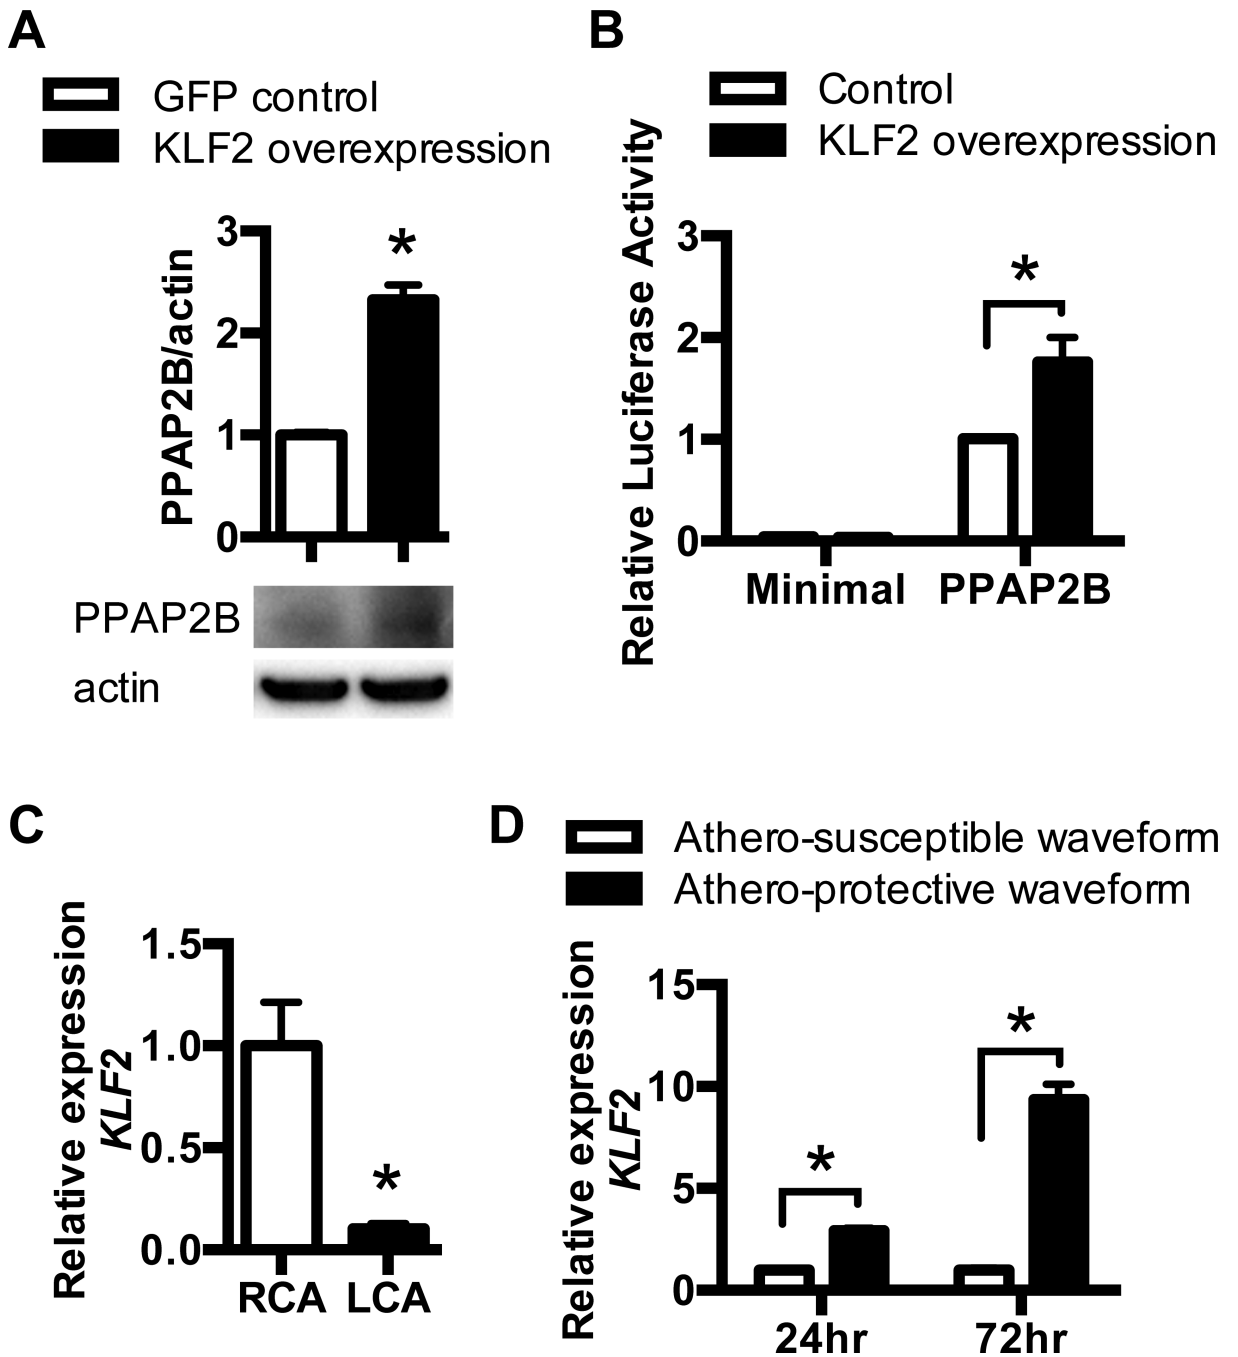 A
GFP control
KLF2 overexpression
PPAP2B/actin
3
*
2
1
0
PPAP2B
actin
B
Control
KLF2 overexpression
Relative Luciferase Activity
3
*
2
1
0
Minimal PPAP2B
C
Relative expression
KLF2
1.5
1.0
0.5
*
0.0
RCA LCA
D
Athero-susceptible waveform
Athero-protective waveform
Relative expression
KLF2
15
*
10
*
5
0
24hr 72hr